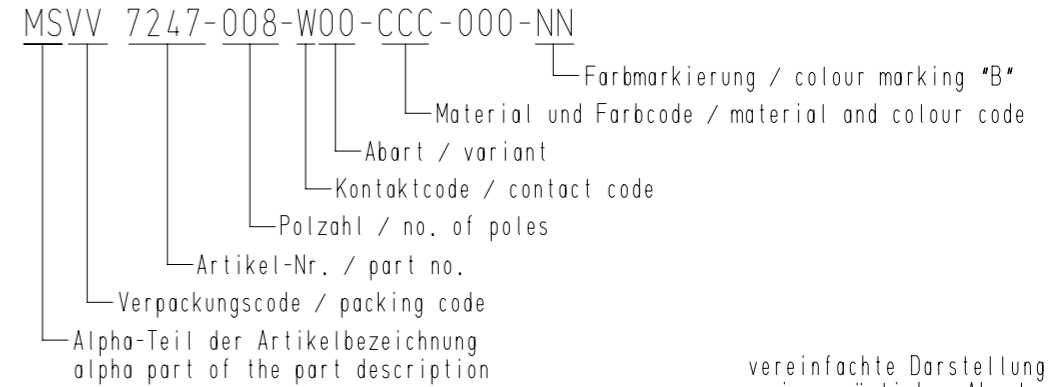 MSVV 7247-008-W00-CCC-000-NN
Farbmarkierung / colour marking "B"
Material und Farbcode / material and colour code
Abart / variant
Kontaktcode / contact code
Polzahl / no. of poles
Artikel-Nr. / part no.
Verpackungscode / packing code
Alpha-Teil der Artikelbezeichnung
alpha part of the part description
vereinfachte Darstellung